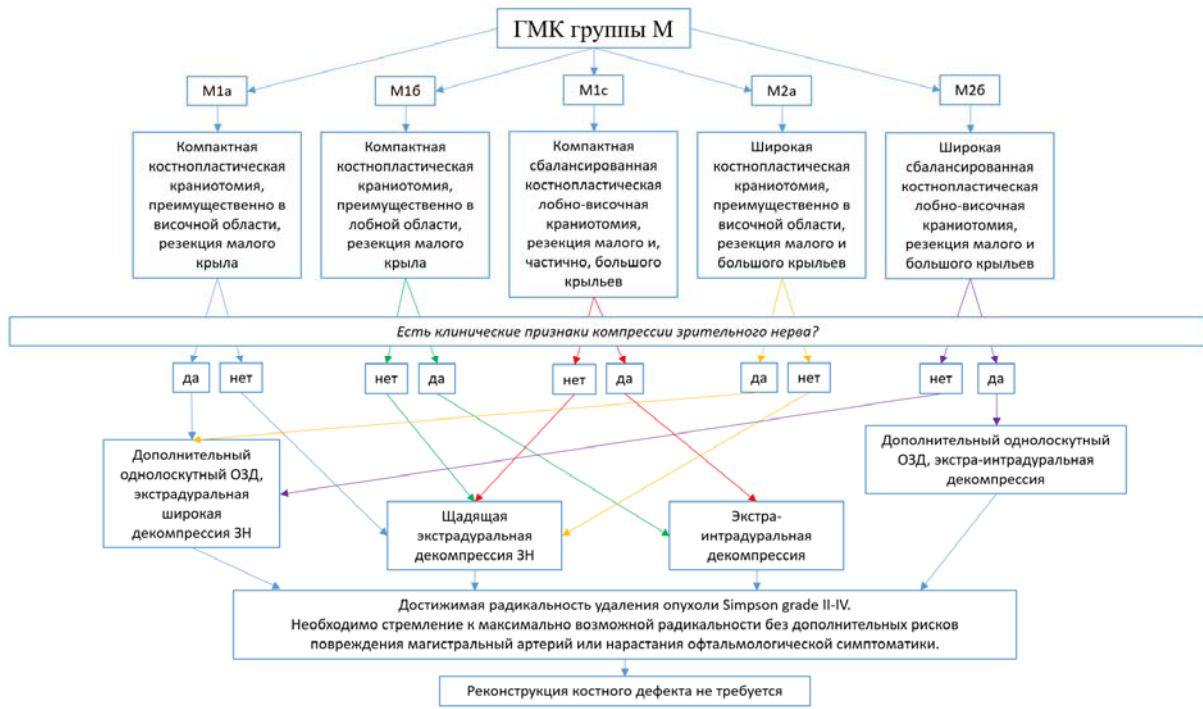 ГМК группы М
М1а
М1б
М1с
М2а
М2б
Компактная
костнопластическая
краниотомия,
преимущественно в
височной области,
резекция малого
крыла
Компактная
костнопластическая
краниотомия,
преимущественно в
лобной области,
резекция малого
крыла
Компактная
сбалансированная
костнопластическая
лобно-височная
краниотомия,
резекция малого и,
частично, большого
крыльев
Широкая
костнопластическая
краниотомия,
преимущественно в
височной области,
резекция малого и
большого крыльев
Широкая
сбалансированная
костнопластическая
лобно-височная
краниотомия,
резекция малого и
большого крыльев
Есть клинические признаки компрессии зрительного нерва?
да
нет
нет
да
нет
да
да
нет
нет
да
Дополнительный
однолоскутный ОЗД,
экстрадуральная
широкая
декомпрессия ЗН
Щадящая
экстрадуральная
декомпрессия ЗН
Экстра-
интрадуральная
декомпрессия
Дополнительный однолоскутный
ОЗД, экстра-интрадуральная
декомпрессия
Достижимая радикальность удаления опухоли Simpson grade II-IV.
Необходимо стремление к максимально возможной радикальности без дополнительных рисков
повреждения магистральный артерий или нарастания офтальмологической симптоматики.
Реконструкция костного дефекта не требуется